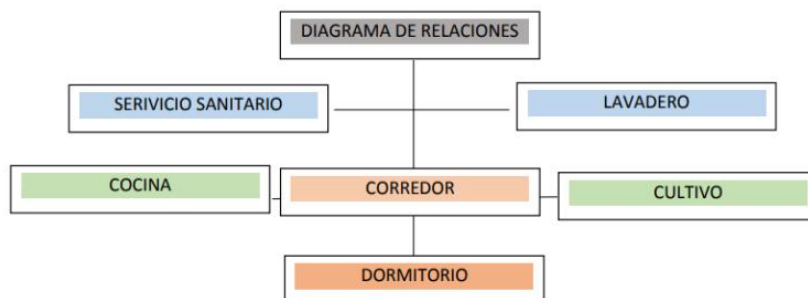 DIAGRAMA DE RELACIONES
SERIVICIO SANITARIO
LAVADERO
COCINA
CORREDOR
CULTIVO
DORMITORIO